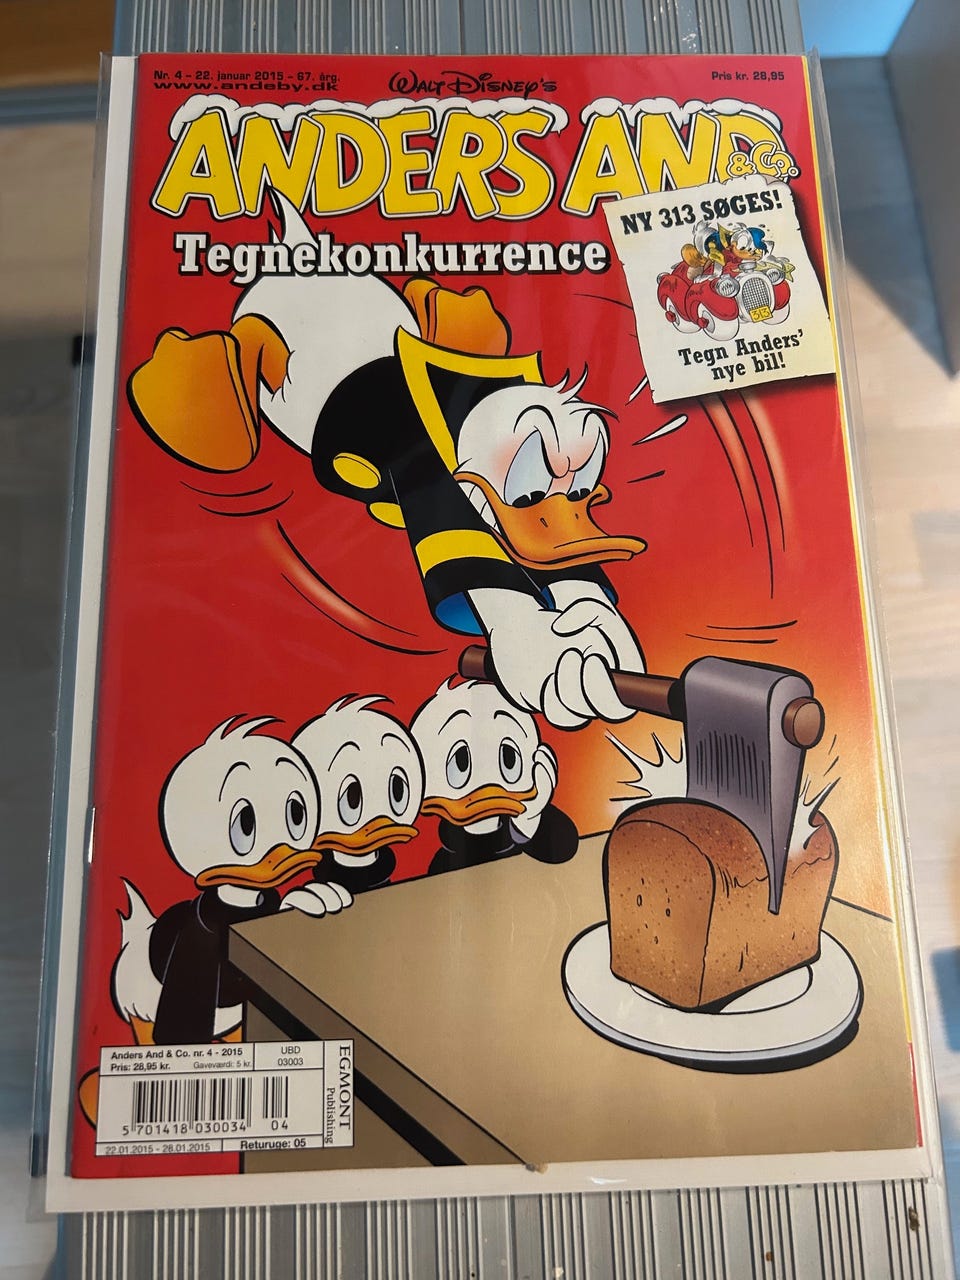 Nr. 4 - 22. januar 2015 - 67. årg.
www.andeby.dk
Walt Disney's
Pris kr. 28,95
ANDERS AND
& Co.
Tegnekonkurrence
NY 313 SØGES!
313
Tegn Anders'
nye bil!
Anders And & Co. nr. 4 - 2015
Pris: 28,95 kr.
Gaveværdi: 5 kr.
UBD
03003
EGMONT
Publishing
5 701418 030034
04
22.01.2015 - 28.01.2015
Returuge: 05